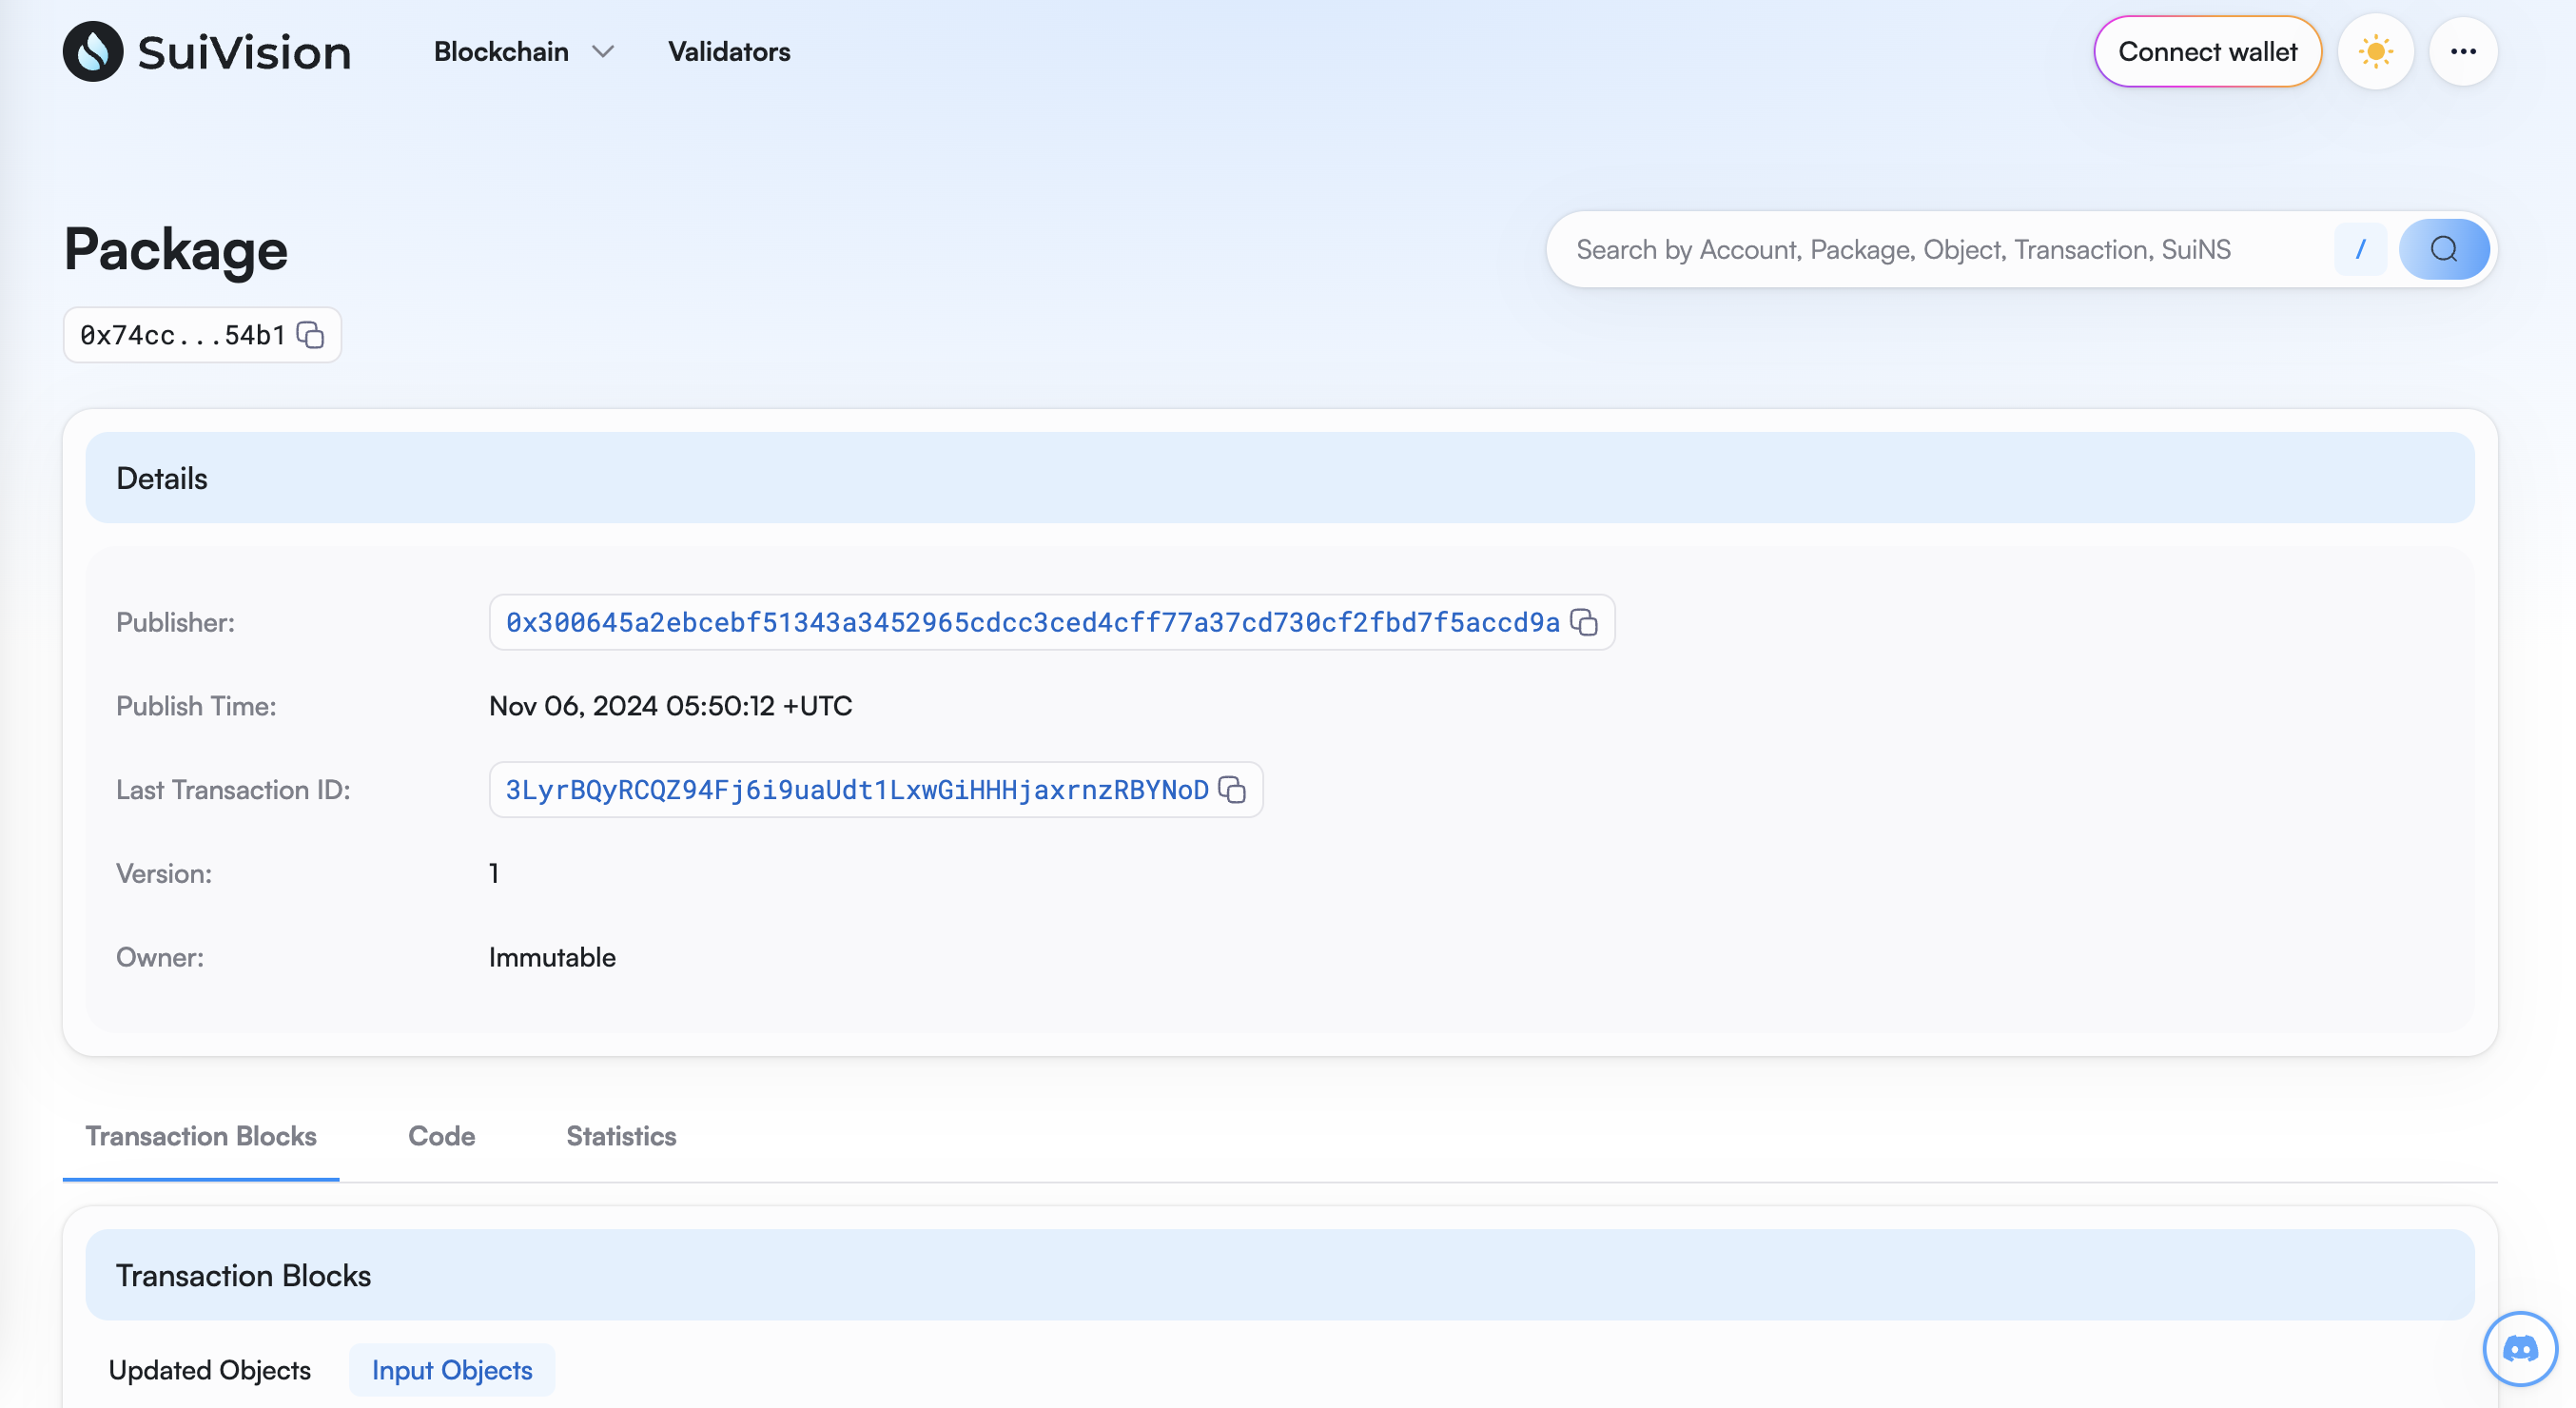 SuiVision
Blockchain
Validators
Connect wallet
Package
Search by Account, Package, Object, Transaction, SuiNS
/
0x74cc...54b1
Details
Publisher:
0x300645a2ebcebf51343a3452965cdcc3ced4cff77a37cd730cf2fbd7f5accd9a
Publish Time:
Nov 06, 2024 05:50:12 +UTC
Last Transaction ID:
3LyrBQyRCQZ94Fj6i9uaUdt1LxwGiHHHjaxrnzRBYNoD
Version:
1
Owner:
Immutable
Transaction Blocks
Code
Statistics
Transaction Blocks
Updated Objects
Input Objects